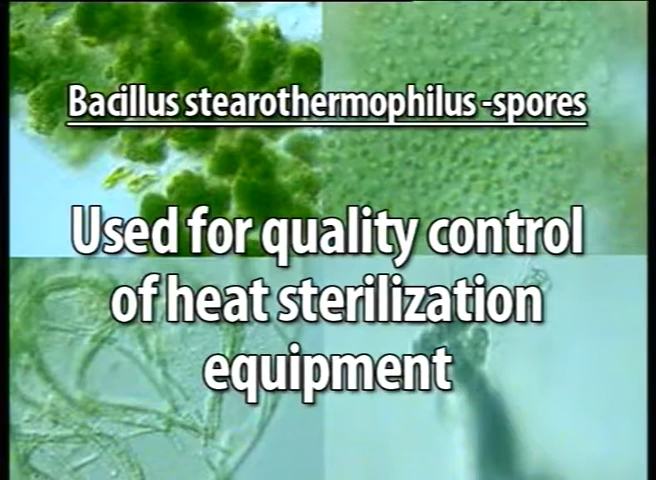 Bacillus stearothermophilus -spores
Used for quality control
of heat sterilization
equipment